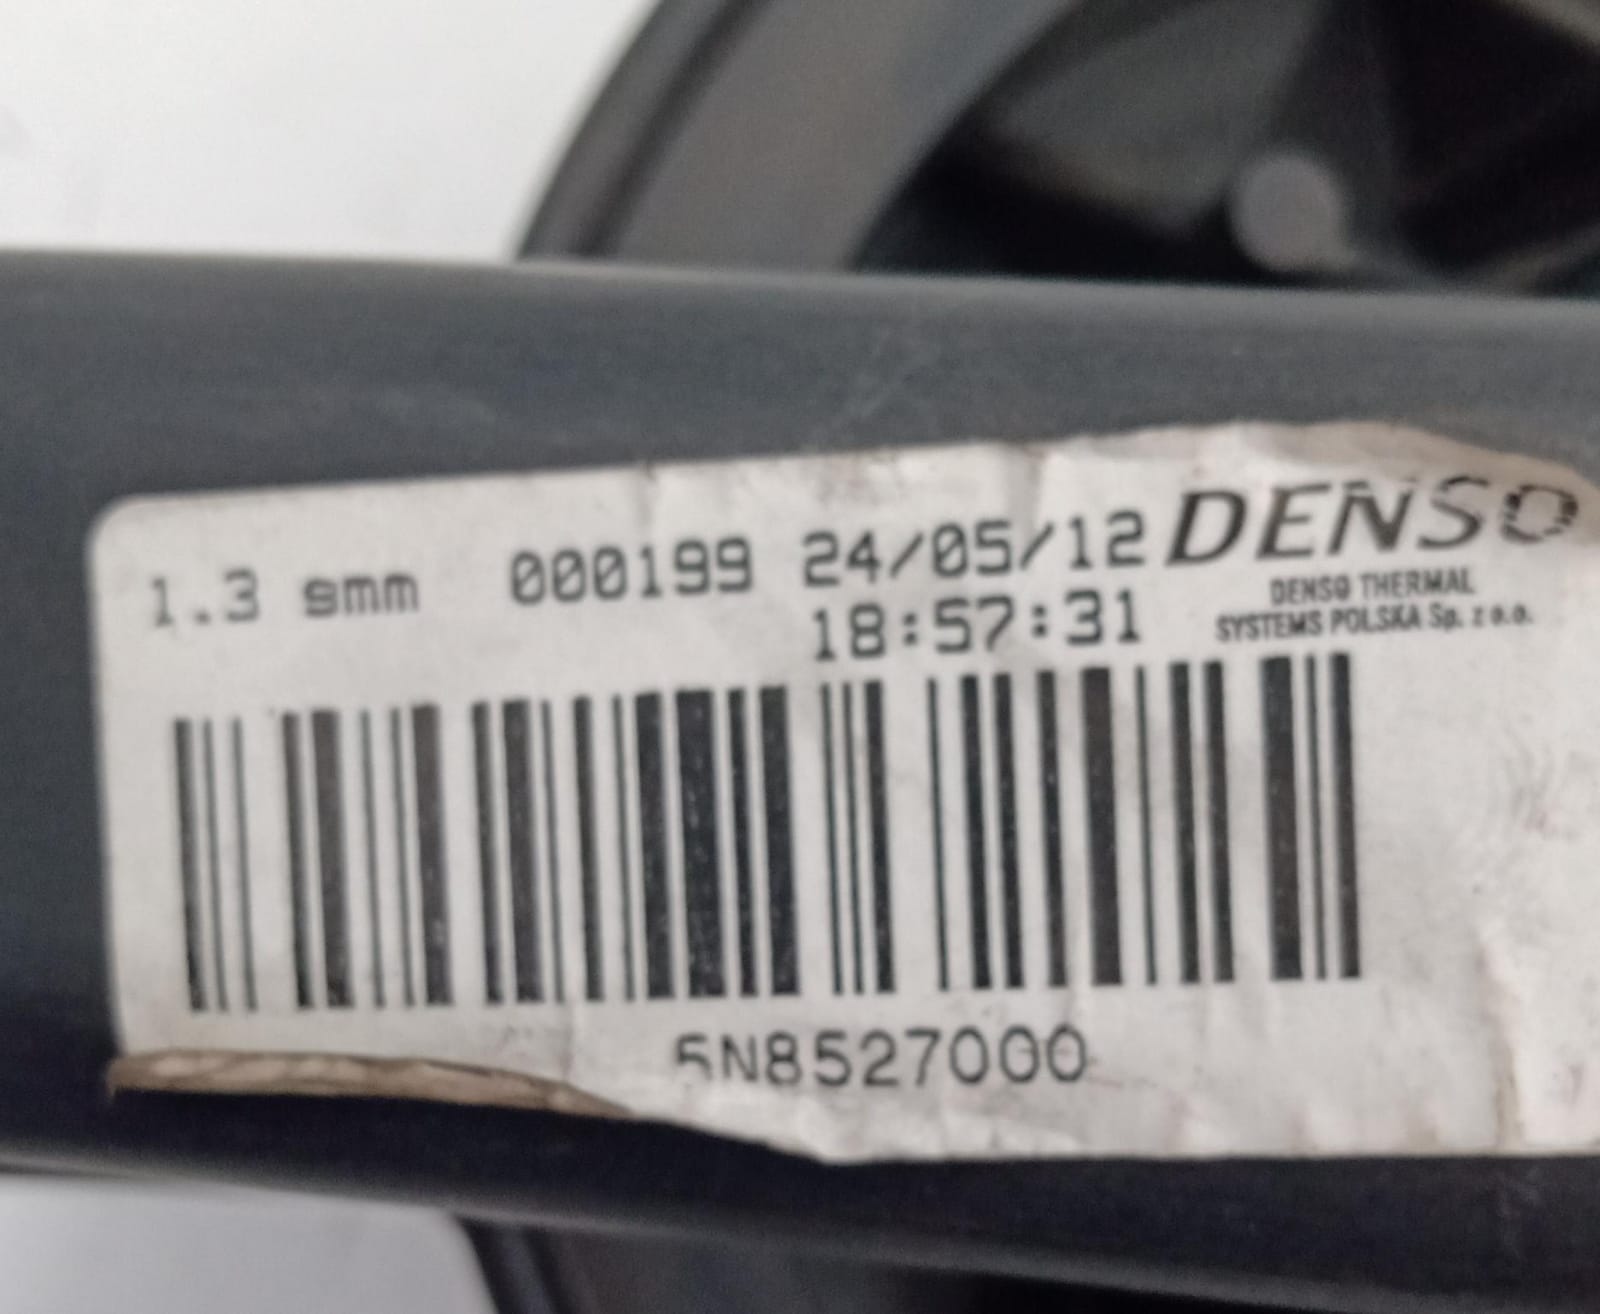 1.3 smm 000199 24/05/12 DENSO
18:57:31
DENSO THERMAL
SYSTEMS POLSKA Sp. z o.o.
5N8527000